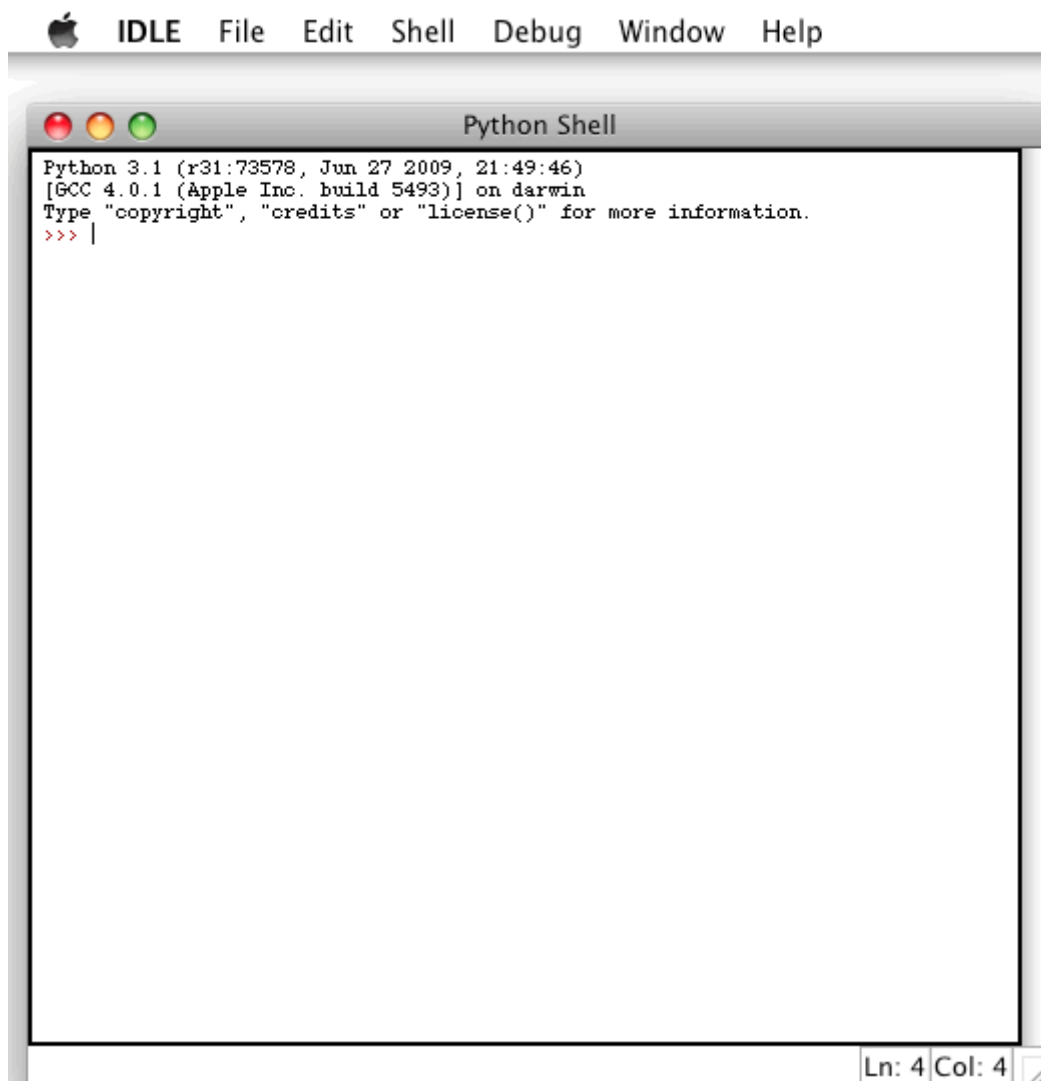 IDLE File Edit Shell Debug Window Help
Python Shell
Python 3.1 (r31:73578, Jun 27 2009, 21:49:46)
[GCC 4.0.1 (Apple Inc. build 5493)] on darwin
Type "copyright", "credits" or "license()" for more information.
>>>
Ln: 4 Col: 4